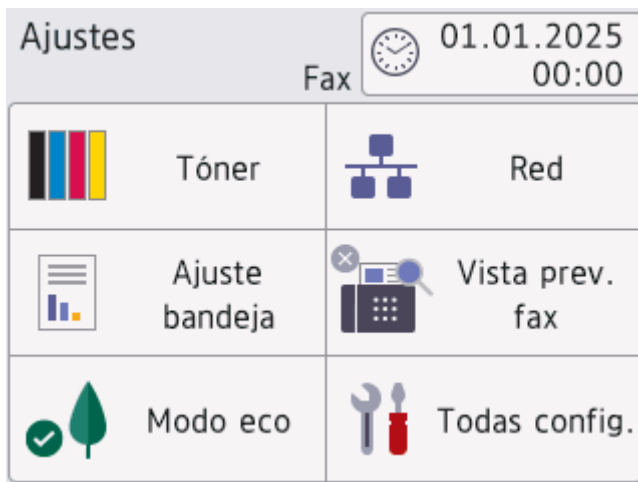 Ajustes
Fax
01.01.2025
00:00
Tóner
Red
Ajuste
bandeja
Vista prev.
fax
Modo eco
Todas config.